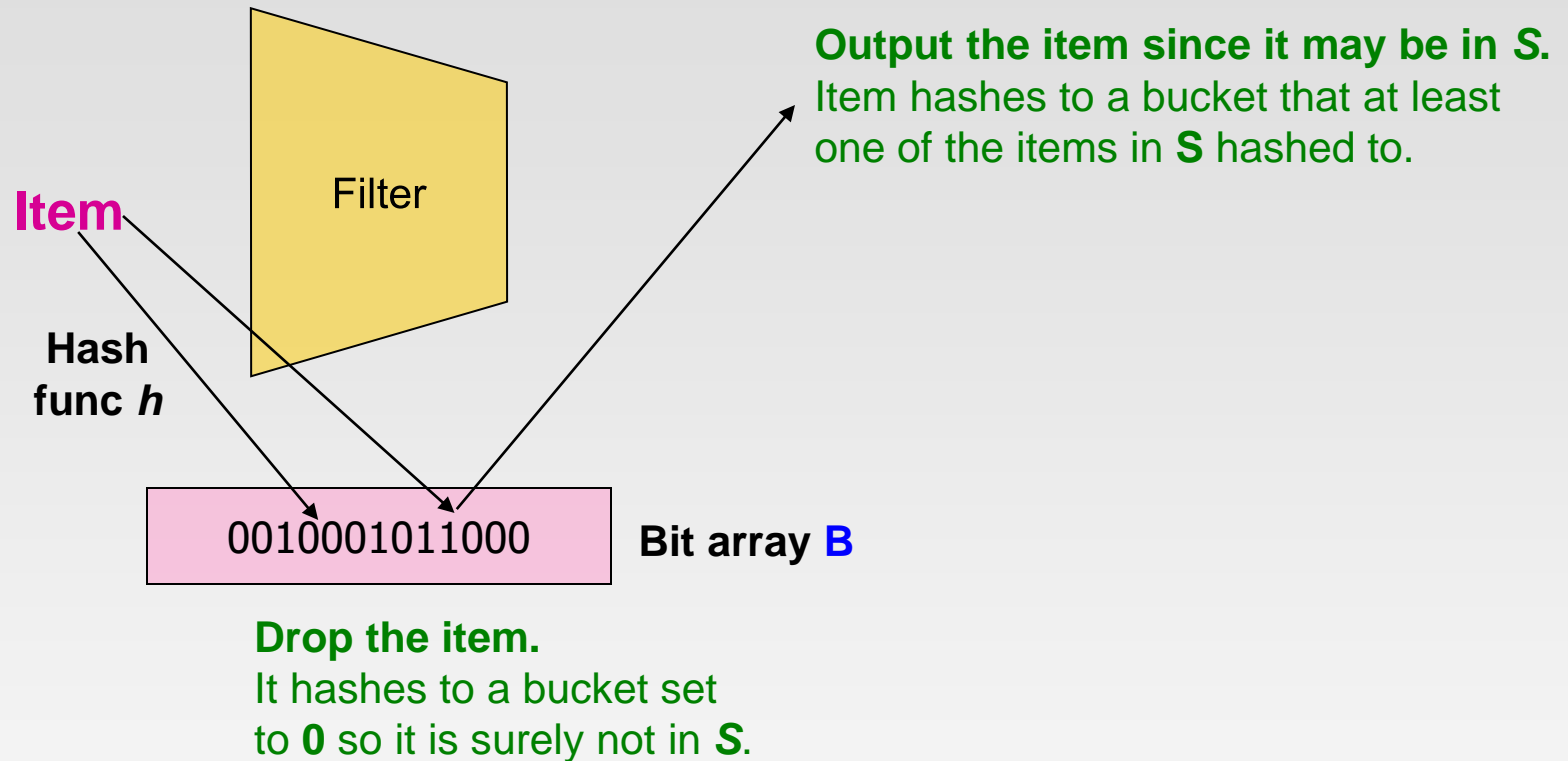 Output the item since it may be in S.
Item hashes to a bucket that at least
one of the items in S hashed to.
Filter
Item
Hash
func h
0010001011000
Bit array B
Drop the item.
It hashes to a bucket set
to 0 so it is surely not in S.